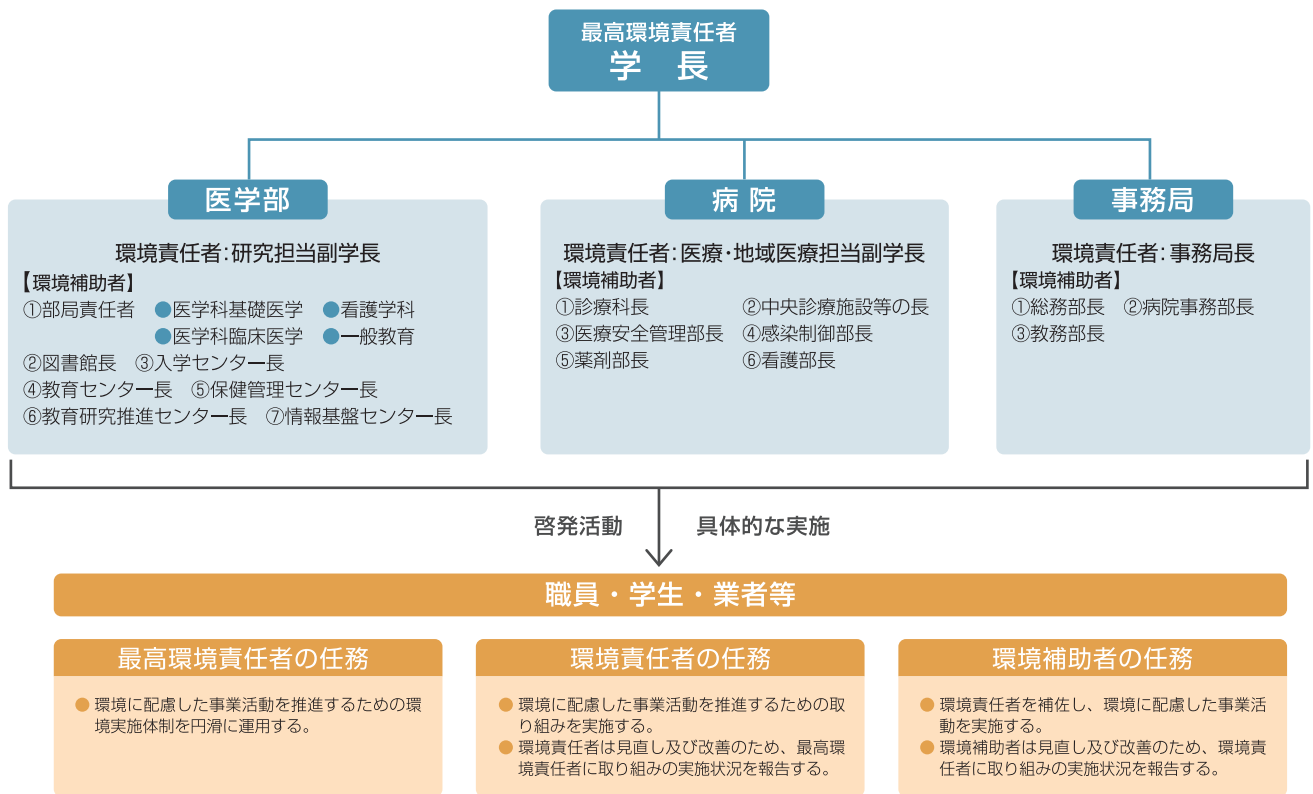 最高環境責任者
学 長
医学部
環境責任者:研究担当副学長
【環境補助者】
①部局責任者 ●医学科基礎医学 ●看護学科
●医学科臨床医学 ●一般教育
②図書館長 ③入学センター長
④教育センター長 ⑤保健管理センター長
⑥教育研究推進センター長 ⑦情報基盤センター長
病 院
環境責任者:医療・地域医療担当副学長
【環境補助者】
①診療科長 ②中央診療施設等の長
③医療安全管理部長 ④感染制御部長
⑤薬剤部長 ⑥看護部長
事務局
環境責任者:事務局長
【環境補助者】
①総務部長 ②病院事務部長
③教務部長
啓発活動 具体的な実施
職員・学生・業者等
最高環境責任者の任務
● 環境に配慮した事業活動を推進するための環
境実施体制を円滑に運用する。
環境責任者の任務
● 環境に配慮した事業活動を推進するための取
り組みを実施する。
● 環境責任者は見直し及び改善のため、最高環
境責任者に取り組みの実施状況を報告する。
環境補助者の任務
● 環境責任者を補佐し、環境に配慮した事業活
動を実施する。
● 環境補助者は見直し及び改善のため、環境責
任者に取り組みの実施状況を報告する。